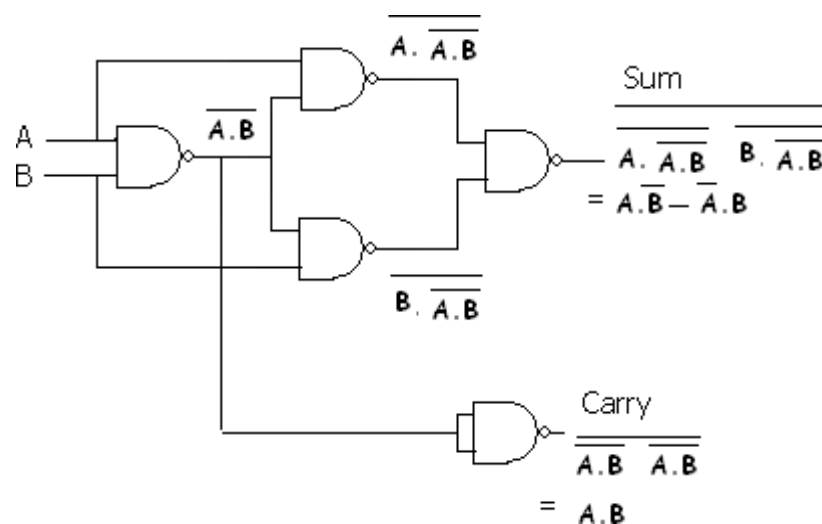 A. A.B
Sum
A.B
A
A. A.B B. A.B
B
= A.B — A.B
B. A.B
Carry
A.B A.B
= A.B